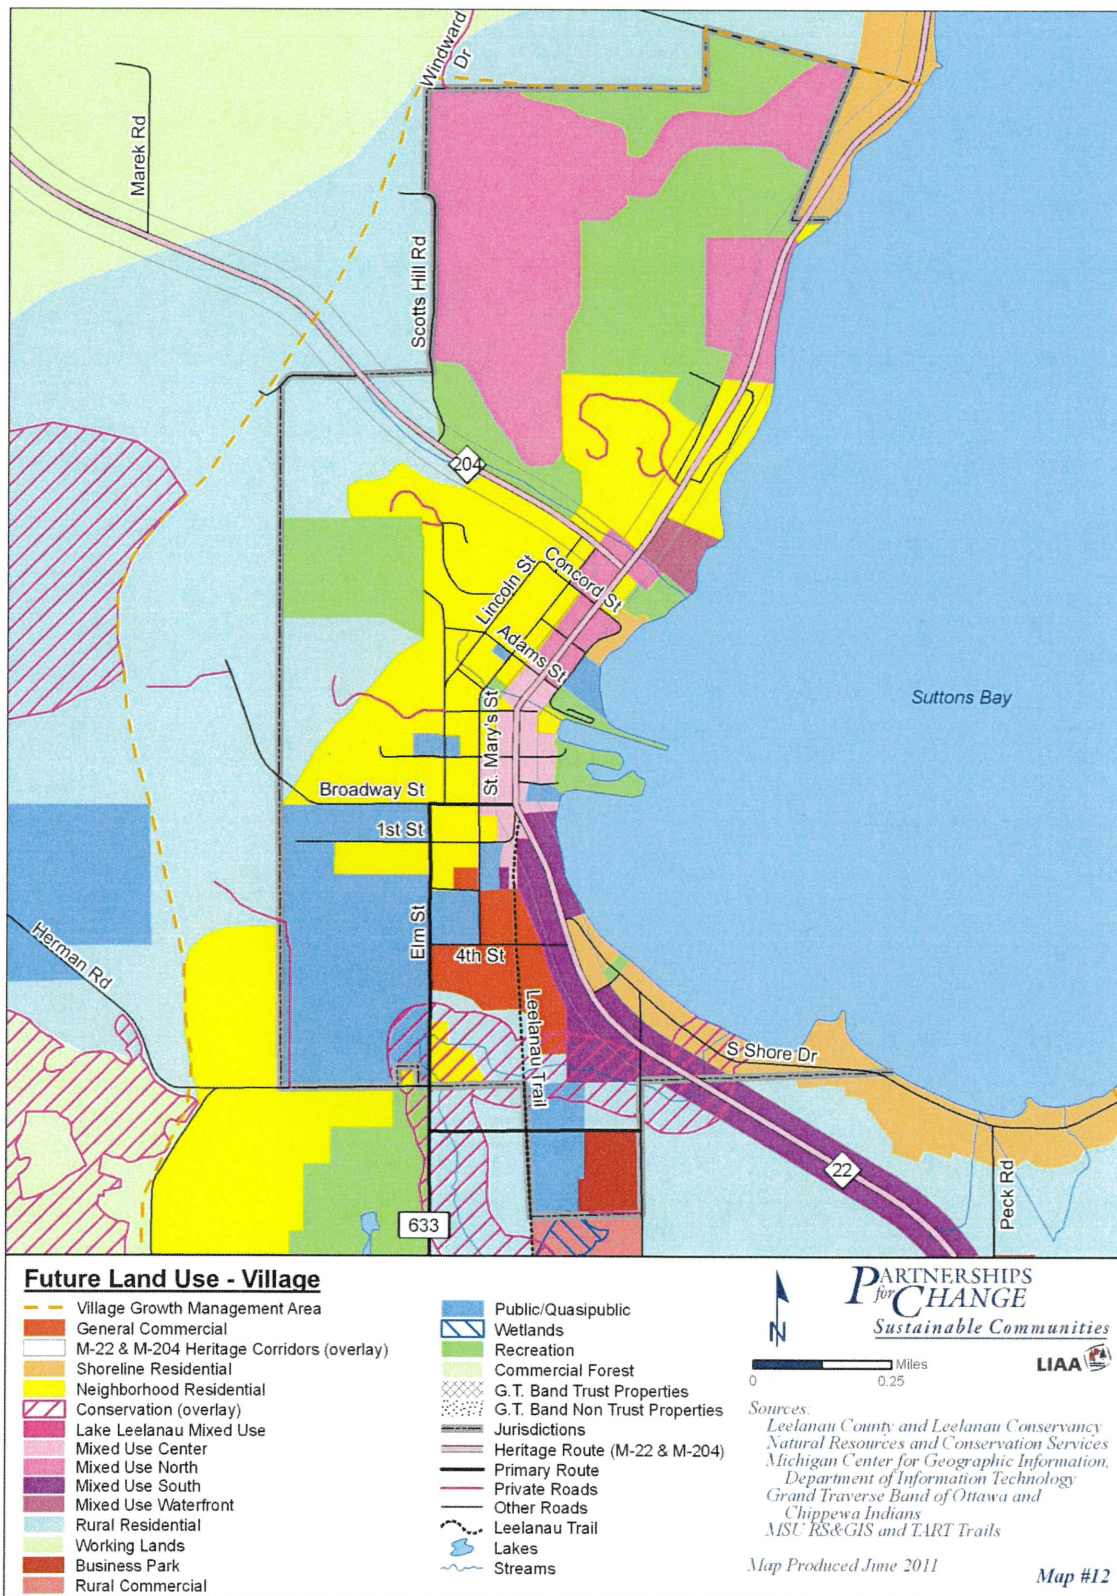 Windward
Dr
Marek Rd
Scotts Hill Rd
204
Lincoln St
Concord St
Adams St
St. Mary's St
Suttons Bay
Broadway St
1st St
Elm St
4th St
Herman Rd
Leelanau Trail
S Shore Dr
22
Peck Rd
633
Future Land Use - Village
Village Growth Management Area
General Commercial
M-22 & M-204 Heritage Corridors (overlay)
Shoreline Residential
Neighborhood Residential
Conservation (overlay)
Lake Leelanau Mixed Use
Mixed Use Center
Mixed Use North
Mixed Use South
Mixed Use Waterfront
Rural Residential
Working Lands
Business Park
Rural Commercial
Public/Quasipublic
Wetlands
Recreation
Commercial Forest
G.T. Band Trust Properties
G.T. Band Non Trust Properties
Jurisdictions
Heritage Route (M-22 & M-204)
Primary Route
Private Roads
Other Roads
Leelanau Trail
Lakes
Streams
N
PARTNERSHIPS
for CHANGE
Sustainable Communities
Miles
0 0.25
LIAA
Sources:
Leelanau County and Leelanau Conservancy
Natural Resources and Conservation Services
Michigan Center for Geographic Information,
Department of Information Technology
Grand Traverse Band of Ottawa and
Chippewa Indians
MSU RS&GIS and TART Trails
Map Produced June 2011
Map #12